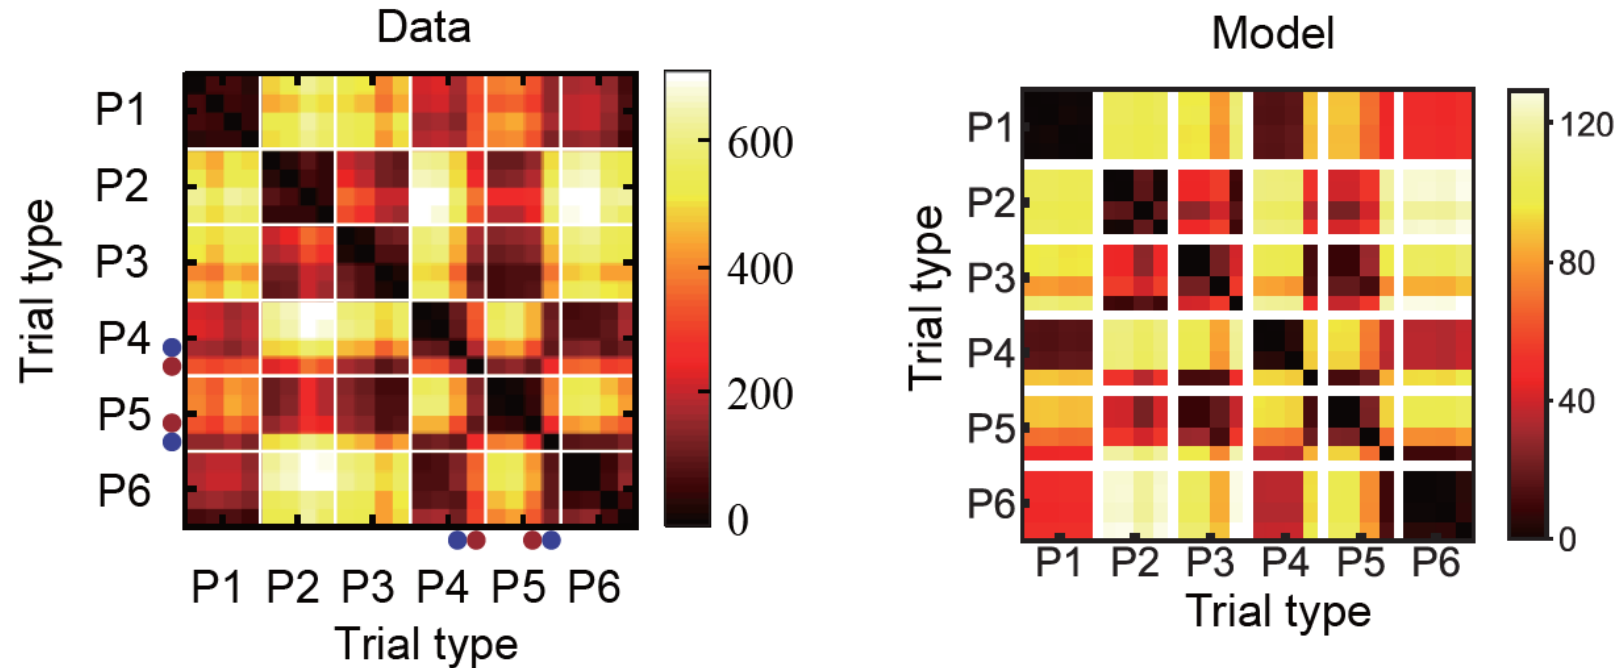 Data
Trial type
P1
P2
P3
P4
P5
P6
600
400
200
0
P1 P2 P3 P4 P5 P6
Trial type
Model
Trial type
P1
P2
P3
P4
P5
P6
120
80
40
0
P1 P2 P3 P4 P5 P6
Trial type